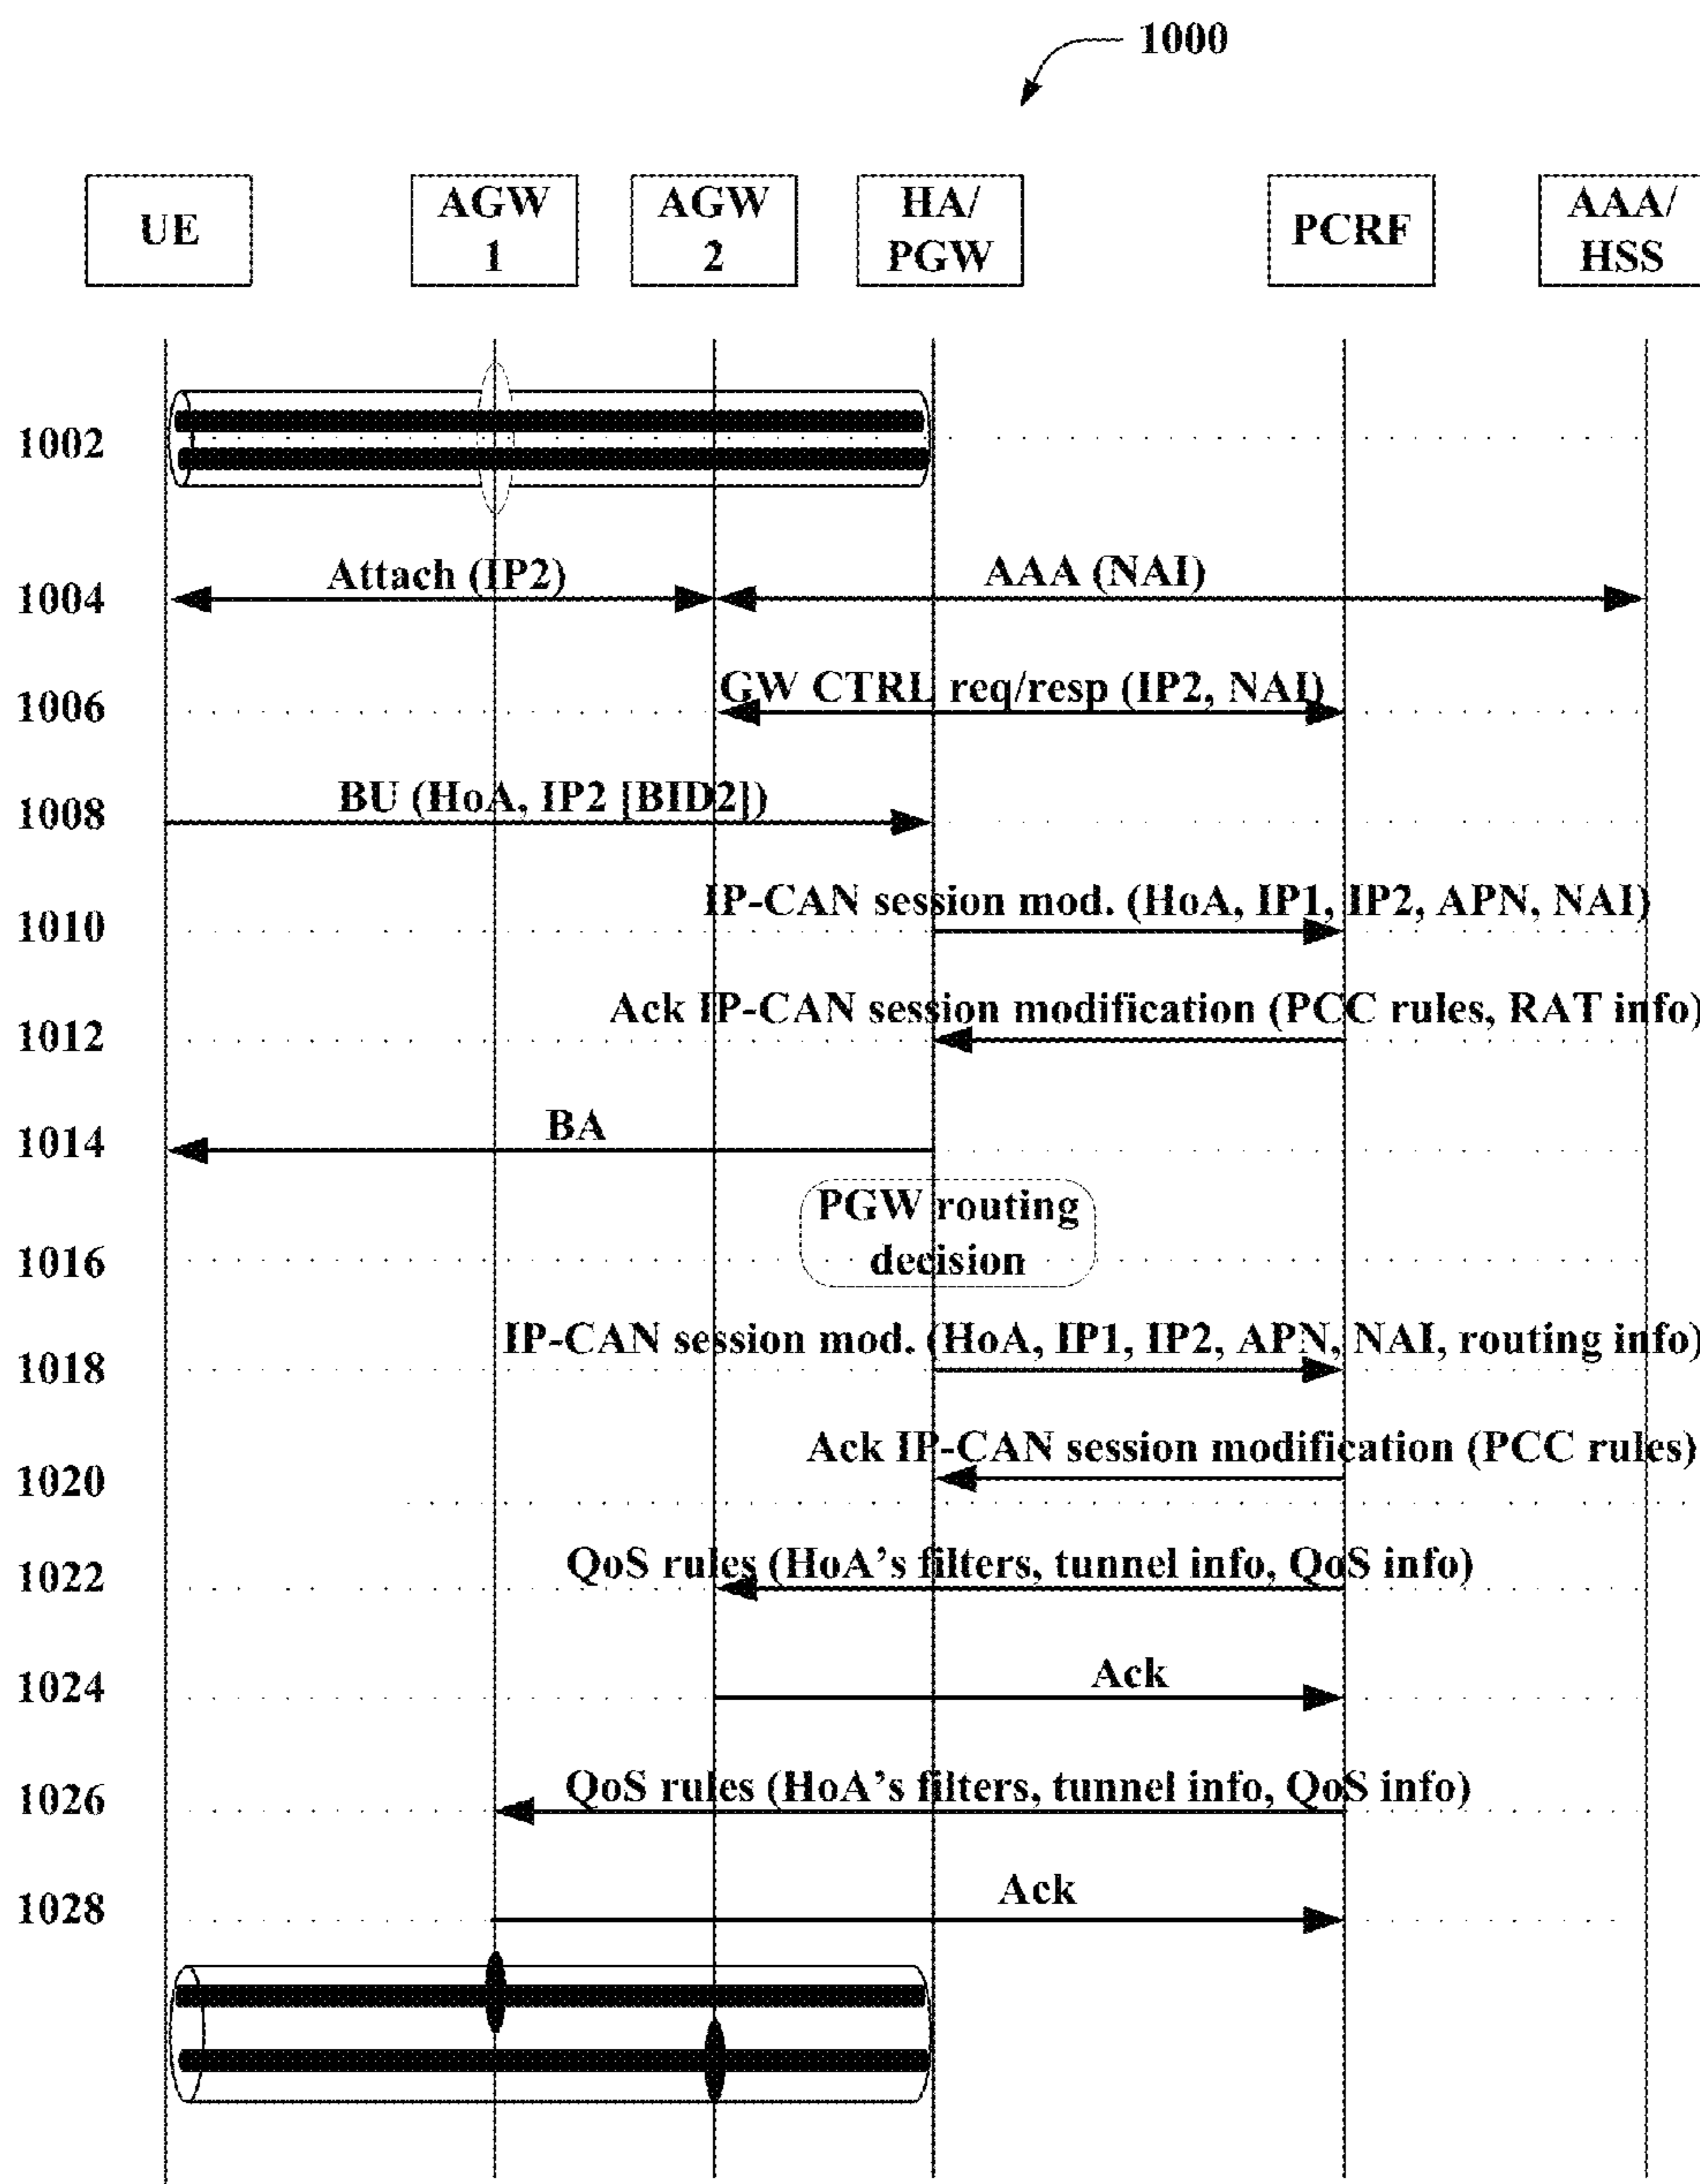 1000
UE
AGW
1
AGW
2
HA/
PGW
PCRF
AAA/
HSS
1002
1004
Attach (IP2)
AAA (NAI)
1006
GW CTRL req/resp (IP2, NAI)
1008
BU (HoA, IP2 [BID2])
1010
IP-CAN session mod. (HoA, IP1, IP2, APN, NAI)
1012
Ack IP-CAN session modification (PCC rules, RAT info)
1014
BA
1016
PGW routing
decision
1018
IP-CAN session mod. (HoA, IP1, IP2, APN, NAI, routing info)
1020
Ack IP-CAN session modification (PCC rules)
1022
QoS rules (HoA's filters, tunnel info, QoS info)
1024
Ack
1026
QoS rules (HoA's filters, tunnel info, QoS info)
1028
Ack